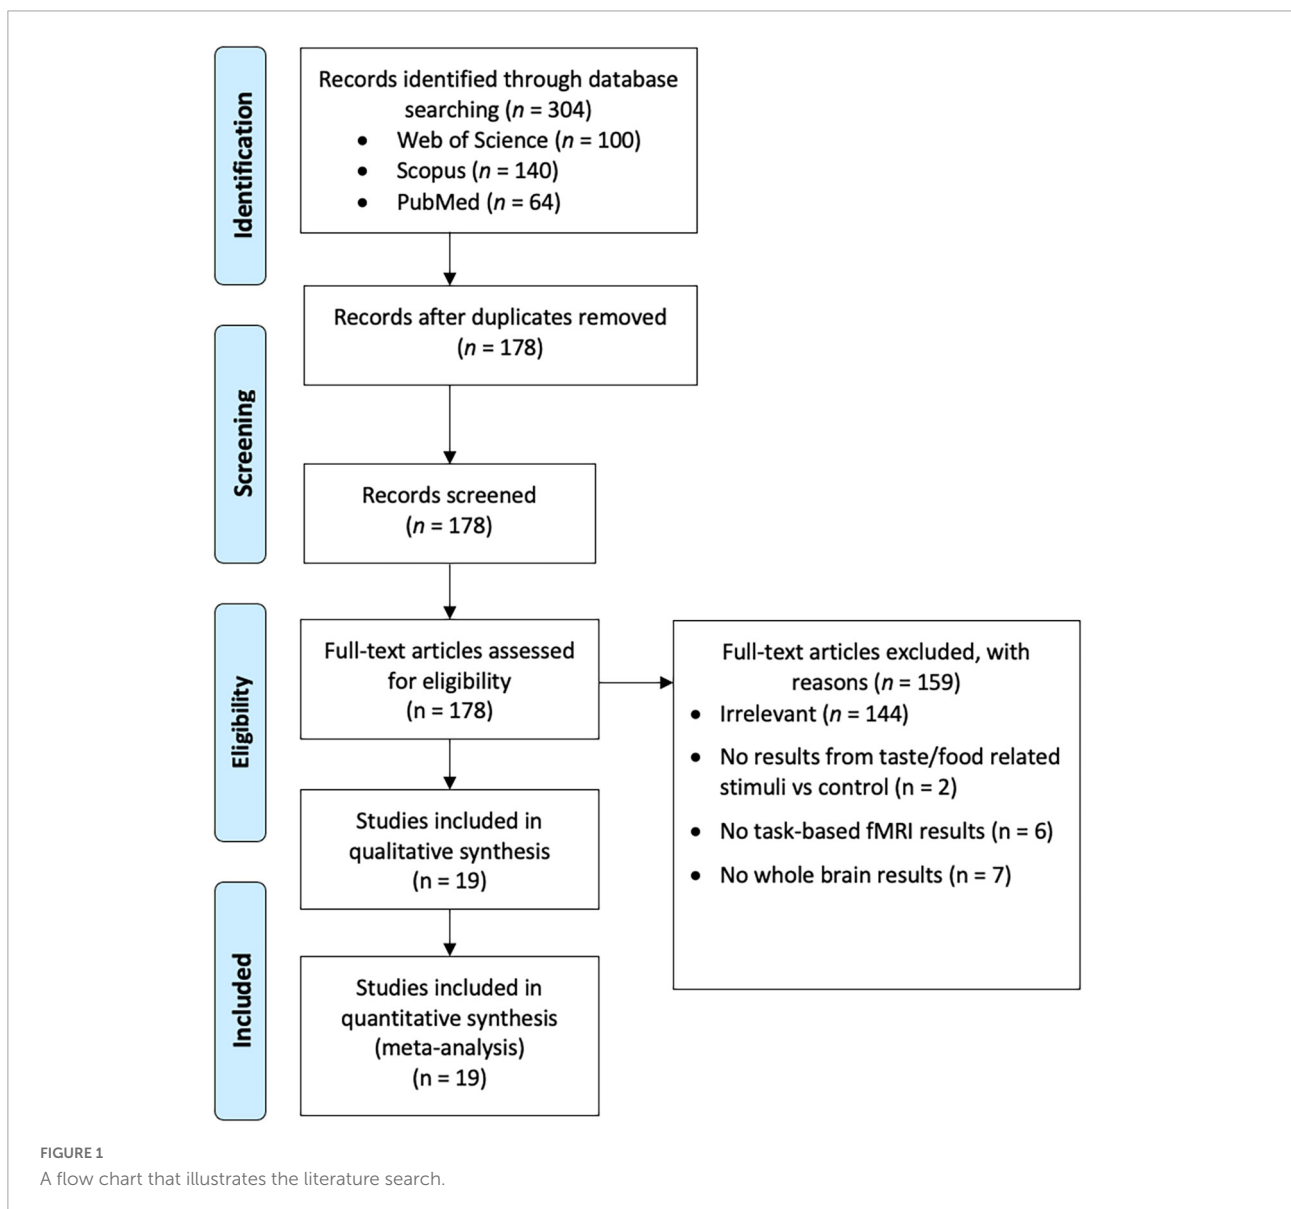 Identification
Records identified through database
searching (n = 304)
• Web of Science (n = 100)
• Scopus (n = 140)
• PubMed (n = 64)
Screening
Records after duplicates removed
(n = 178)
Records screened
(n = 178)
Eligibility
Full-text articles assessed
for eligibility
(n = 178)
Full-text articles excluded, with
reasons (n = 159)
• Irrelevant (n = 144)
• No results from taste/food related
stimuli vs control (n = 2)
• No task-based fMRI results (n = 6)
• No whole brain results (n = 7)
Studies included in
qualitative synthesis
(n = 19)
Included
Studies included in
quantitative synthesis
(meta-analysis)
(n = 19)
FIGURE 1
A flow chart that illustrates the literature search.